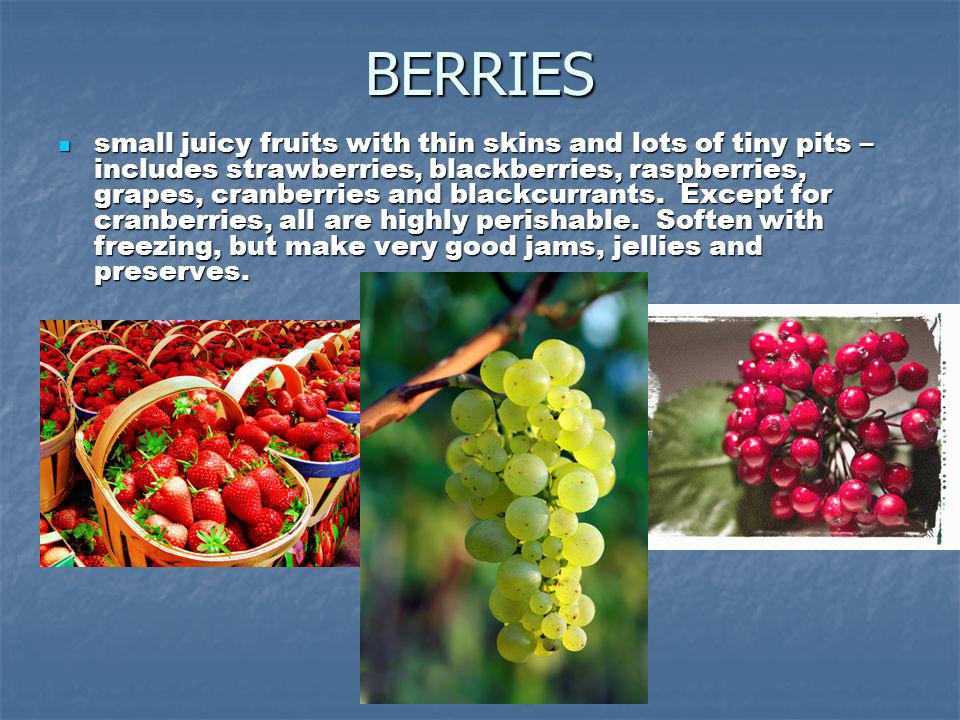 BERRIES
small juicy fruits with thin skins and lots of tiny pits –
includes strawberries, blackberries, raspberries,
grapes, cranberries and blackcurrants.  Except for
cranberries, all are highly perishable.  Soften with
freezing, but make very good jams, jellies and
preserves.